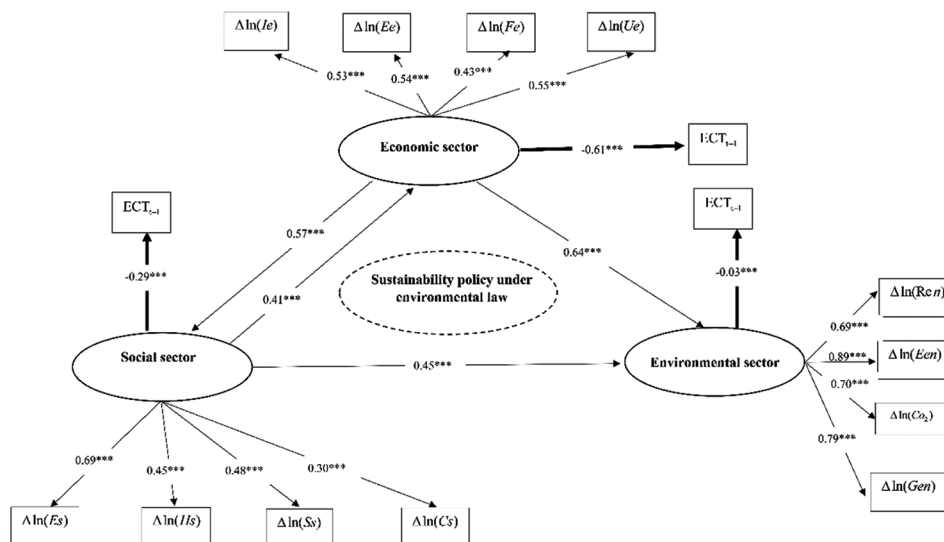 Δln(Ie)
Δln(Ee)
Δln(Fe)
Δln(Ue)
0.53***
0.54***
0.43***
0.55***
Economic sector
-0.61***
ECTₜ₋₁
ECTₜ₋₁
ECTₜ₋₁
0.57***
0.64***
-0.29***
0.41***
-0.03***
Sustainability policy under
environmental law
Δln(Ren)
0.69***
Social sector
0.45***
Environmental sector
0.89***
Δln(Een)
0.70***
Δln(Co₂)
0.79***
Δln(Gen)
0.69***
0.45***
0.48***
0.30***
Δln(Es)
Δln(Hs)
Δln(Ss)
Δln(Cs)